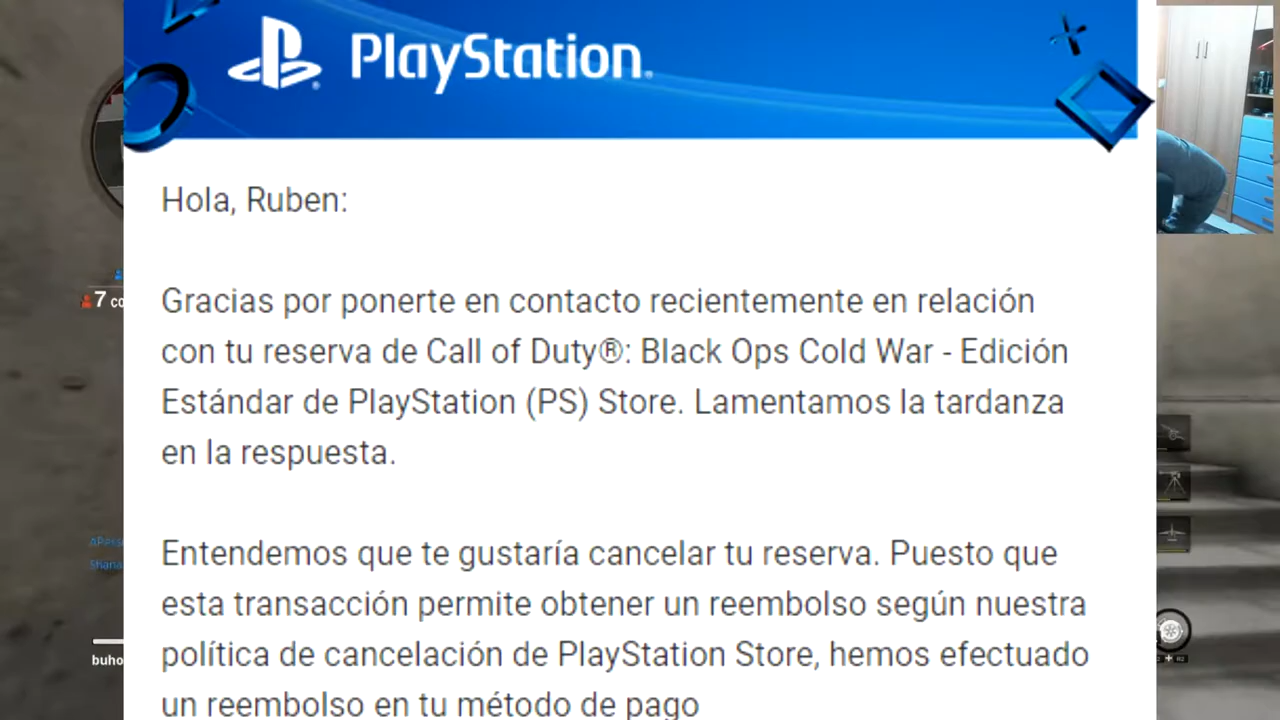 PlayStation®
Hola, Ruben:
Gracias por ponerte en contacto recientemente en relación
con tu reserva de Call of Duty®: Black Ops Cold War - Edición
Estándar de PlayStation (PS) Store. Lamentamos la tardanza
en la respuesta.
Entendemos que te gustaría cancelar tu reserva. Puesto que
esta transacción permite obtener un reembolso según nuestra
política de cancelación de PlayStation Store, hemos efectuado
un reembolso en tu método de pago
7 co
buho